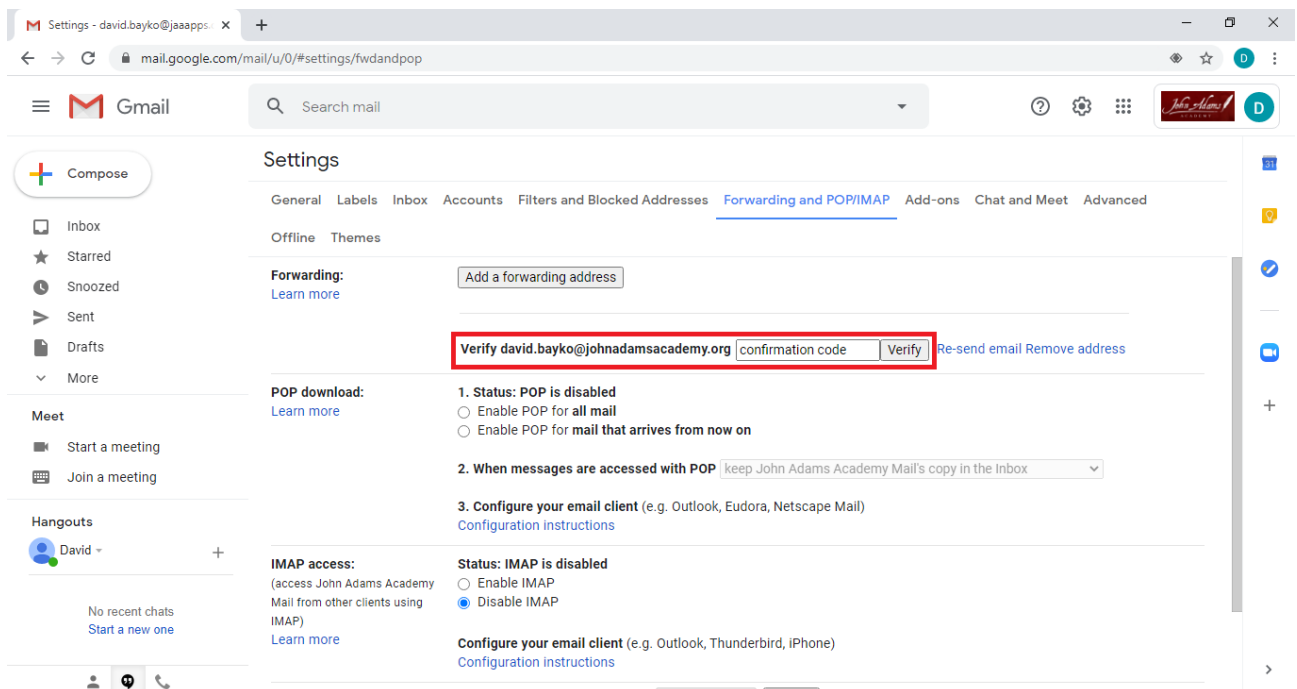 Settings - david.bayko@jaaapps.
mail.google.com/mail/u/0/#settings/fwdandpop
D
Gmail
Search mail
John Adams
ACADEMY
D
Compose
Inbox
Starred
Snoozed
Sent
Drafts
More
Meet
Start a meeting
Join a meeting
Hangouts
David
No recent chats
Start a new one
Settings
General Labels Inbox Accounts Filters and Blocked Addresses Forwarding and POP/IMAP Add-ons Chat and Meet Advanced
Offline Themes
Forwarding:
Learn more
Add a forwarding address
Verify david.bayko@johnadamsacademy.org confirmation code Verify Re-send email Remove address
POP download:
Learn more
1. Status: POP is disabled
Enable POP for all mail
Enable POP for mail that arrives from now on
2. When messages are accessed with POP keep John Adams Academy Mail's copy in the Inbox
3. Configure your email client (e.g. Outlook, Eudora, Netscape Mail)
Configuration instructions
IMAP access:
(access John Adams Academy
Mail from other clients using
IMAP)
Learn more
Status: IMAP is disabled
Enable IMAP
Disable IMAP
Configure your email client (e.g. Outlook, Thunderbird, iPhone)
Configuration instructions
31